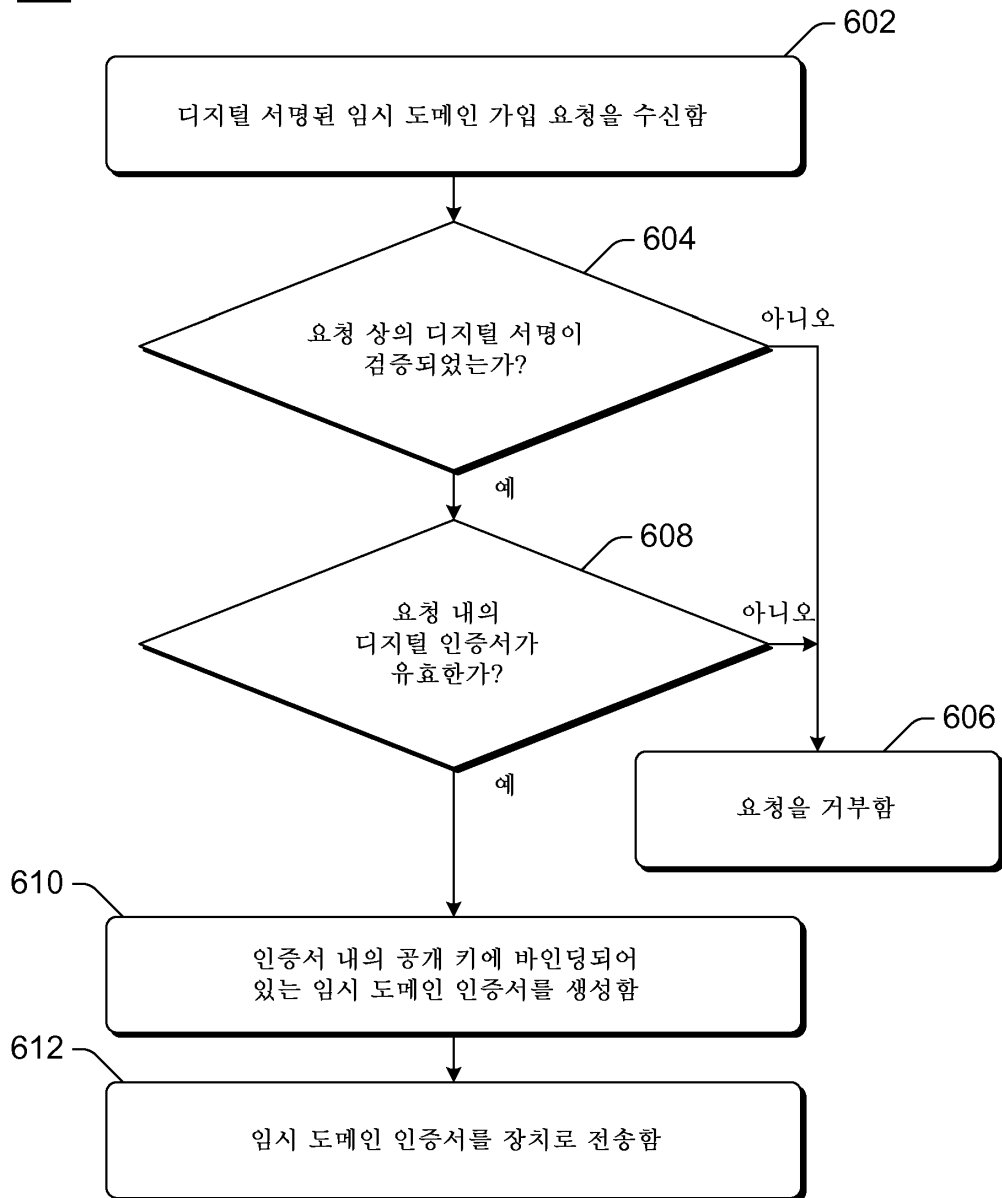 602
디지털 서명된 임시 도메인 가입 요청을 수신함
604
요청 상의 디지털 서명이
검증되었는가?
아니오
예
608
요청 내의
디지털 인증서가
유효한가?
아니오
예
606
요청을 거부함
610
인증서 내의 공개 키에 바인딩되어
있는 임시 도메인 인증서를 생성함
612
임시 도메인 인증서를 장치로 전송함